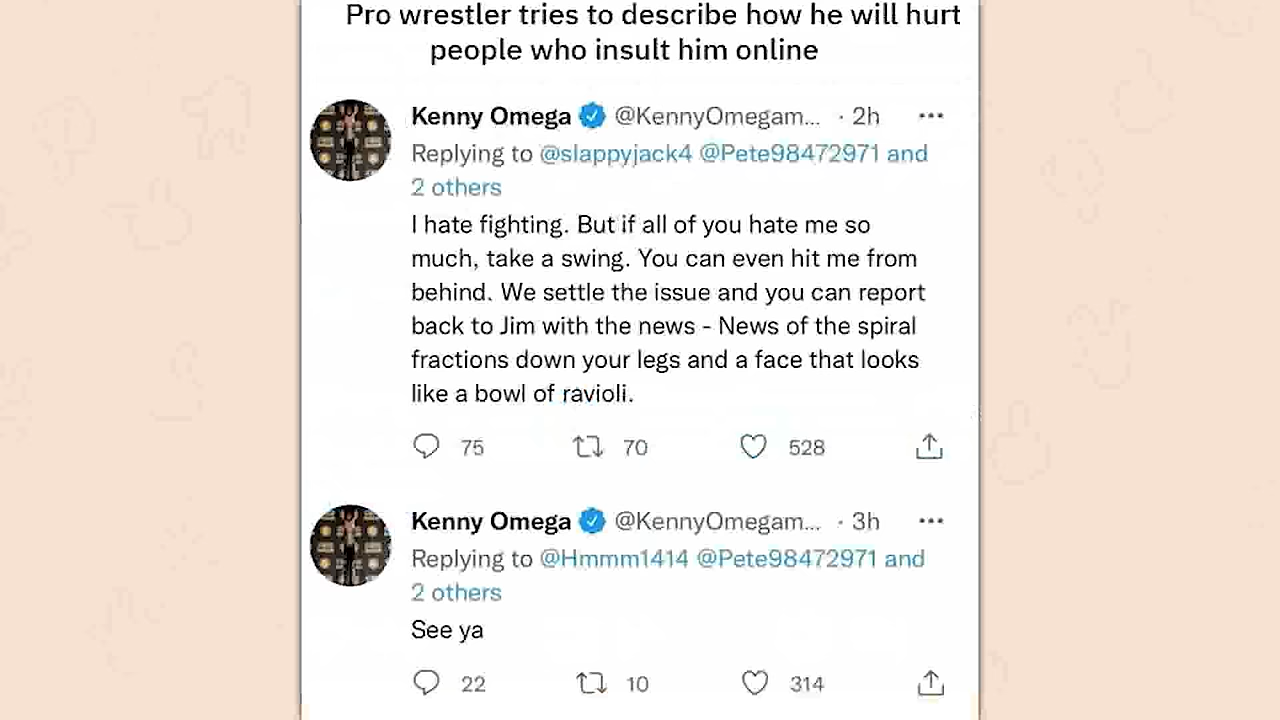 Pro wrestler tries to describe how he will hurt
people who insult him online
Kenny Omega @KennyOmegam... · 2h
Replying to @slappyjack4 @Pete98472971 and
2 others
I hate fighting. But if all of you hate me so
much, take a swing. You can even hit me from
behind. We settle the issue and you can report
back to Jim with the news - News of the spiral
fractions down your legs and a face that looks
like a bowl of ravioli.
75 70 528
Kenny Omega @KennyOmegam... · 3h
Replying to @Hmmm1414 @Pete98472971 and
2 others
See ya
22 10 314